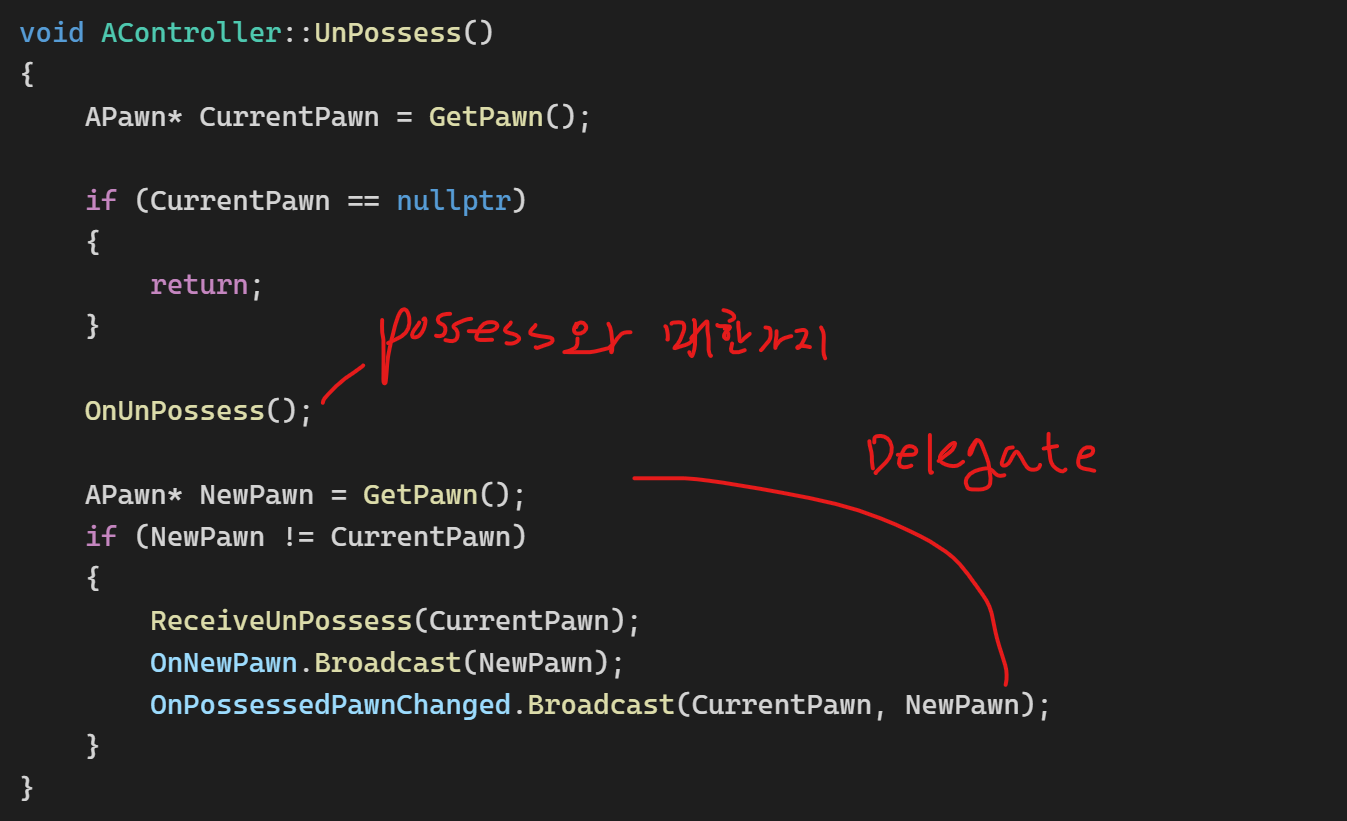 void AController::UnPossess()
{
    APawn* CurrentPawn = GetPawn();
    if (CurrentPawn == nullptr)
    {
        return;
    }
possess와 매한가지
    OnUnPossess();
Delegate
    APawn* NewPawn = GetPawn();
    if (NewPawn != CurrentPawn)
    {
        ReceiveUnPossess(CurrentPawn);
        OnNewPawn.Broadcast(NewPawn);
        OnPossessedPawnChanged.Broadcast(CurrentPawn, NewPawn);
    }
}